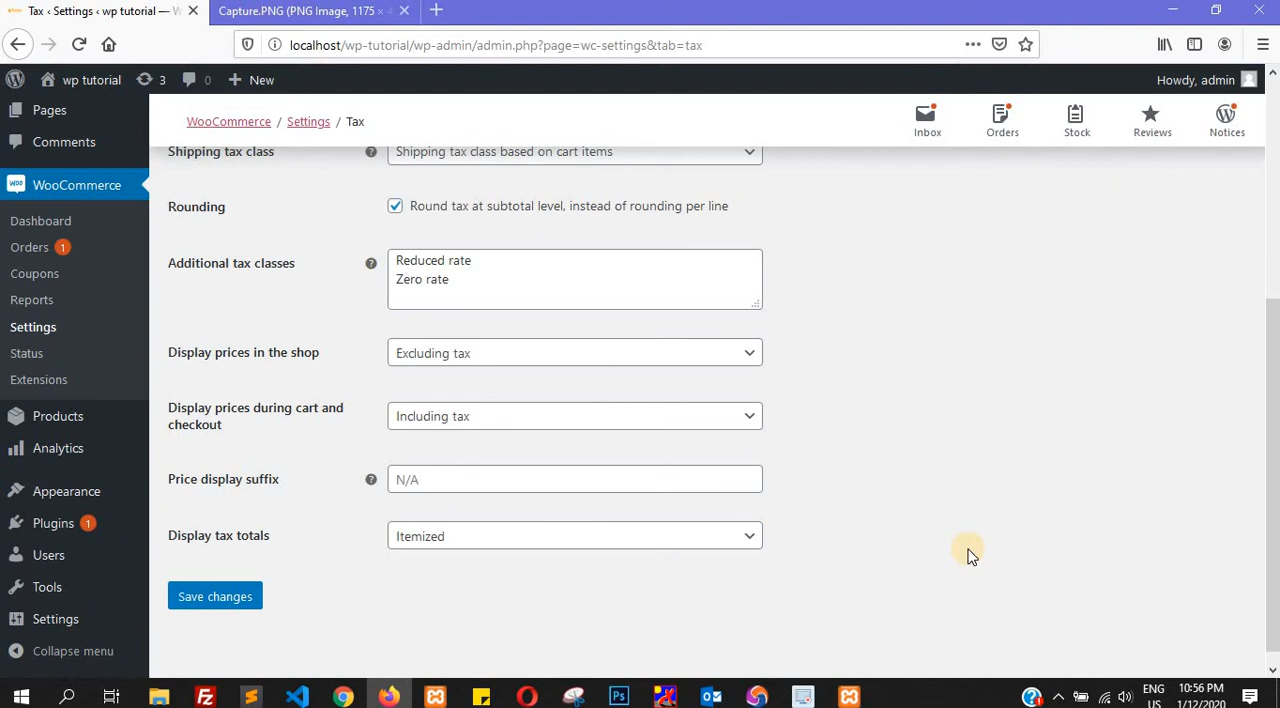 Tax ‹ Settings ‹ wp tutorial — W
Capture.PNG (PNG Image, 1175 ×
localhost/wp-tutorial/wp-admin/admin.php?page=wc-settings&tab=tax
wp tutorial
3
0
New
Howdy, admin
Pages
Comments
WooCommerce
Dashboard
Orders 1
Coupons
Reports
Settings
Status
Extensions
Products
Analytics
Appearance
Plugins 1
Users
Tools
Settings
Collapse menu
WooCommerce / Settings / Tax
Inbox
Orders
Stock
Reviews
Notices
Shipping tax class
Shipping tax class based on cart items
Rounding
Round tax at subtotal level, instead of rounding per line
Additional tax classes
Reduced rate
Zero rate
Display prices in the shop
Excluding tax
Display prices during cart and
checkout
Including tax
Price display suffix
N/A
Display tax totals
Itemized
Save changes
ENG
US
10:56 PM
1/12/2020